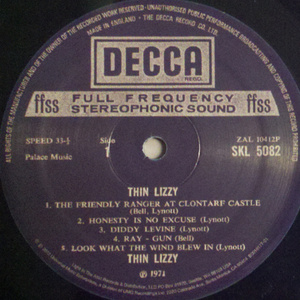 ALL RIGHTS OF THE MANUFACTURER AND OF THE OWNER OF THE RECORDED WORK RESERVED · UNAUTHORISED PUBLIC PERFORMANCE, BROADCASTING AND COPYING OF THIS RECORD PROHIBITED
MADE IN ENGLAND · THE DECCA RECORD CO. LTD.
DECCA
REGD.
ffss
FULL FREQUENCY
STEREOPHONIC SOUND
ffss
SPEED 33⅓
Side
1
ZAL 10412P
Palace Music
SKL 5082
THIN LIZZY
1. THE FRIENDLY RANGER AT CLONTARF CASTLE
(Bell, Lynott)
2. HONESTY IS NO EXCUSE (Lynott)
3. DIDDY LEVINE (Lynott)
4. RAY - GUN (Bell)
5. LOOK WHAT THE WIND BLEW IN (Lynott)
THIN LIZZY
℗ 1971